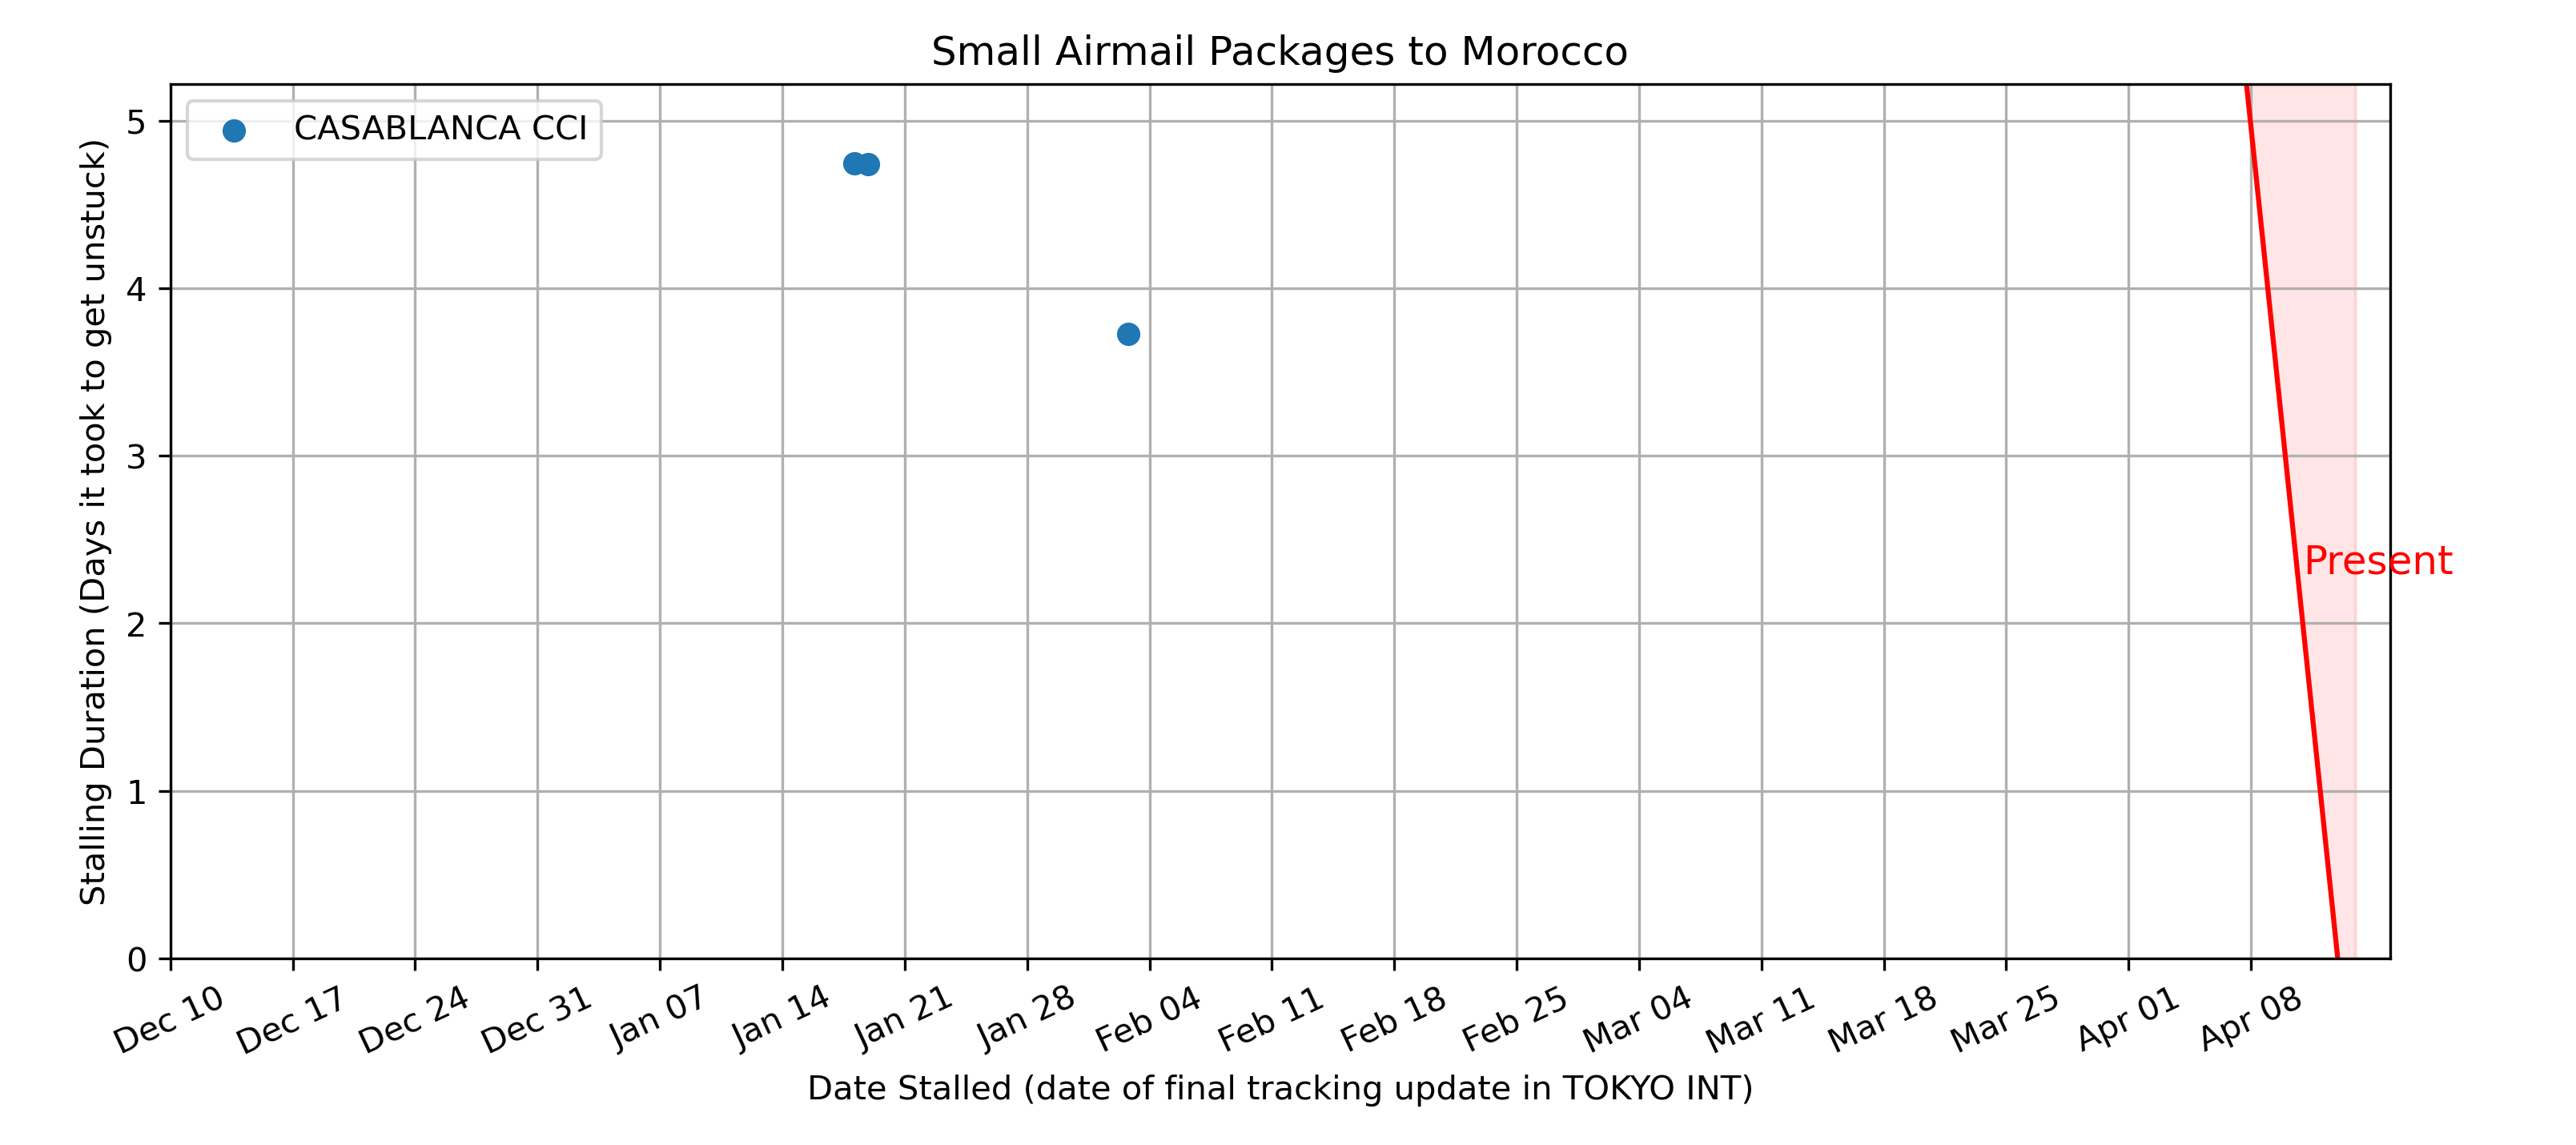 Small Airmail Packages to Morocco
CASABLANCA CCI
Stalling Duration (Days it took to get unstuck)
5
4
3
2
1
0
Present
Dec 10
Dec 17
Dec 24
Dec 31
Jan 07
Jan 14
Jan 21
Jan 28
Feb 04
Feb 11
Feb 18
Feb 25
Mar 04
Mar 11
Mar 18
Mar 25
Apr 01
Apr 08
Date Stalled (date of final tracking update in TOKYO INT)